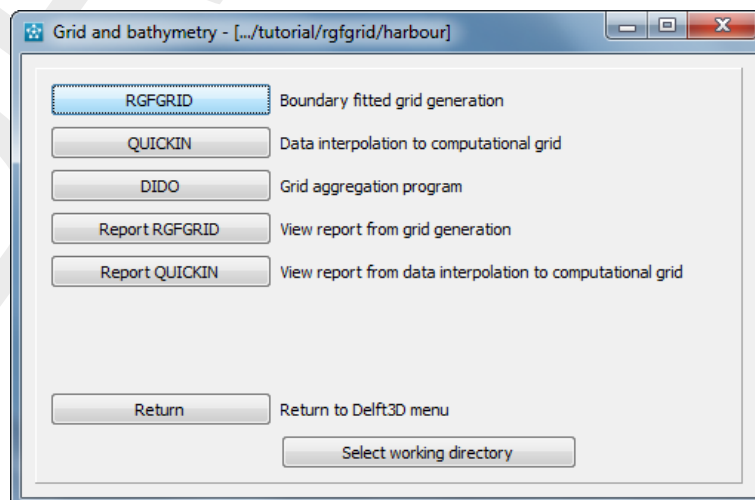 Grid and bathymetry - [.../tutorial/rgfgrid/harbour]
RGFGRID Boundary fitted grid generation
QUICKIN Data interpolation to computational grid
DIDO Grid aggregation program
Report RGFGRID View report from grid generation
Report QUICKIN View report from data interpolation to computational grid
Return Return to Delft3D menu
Select working directory